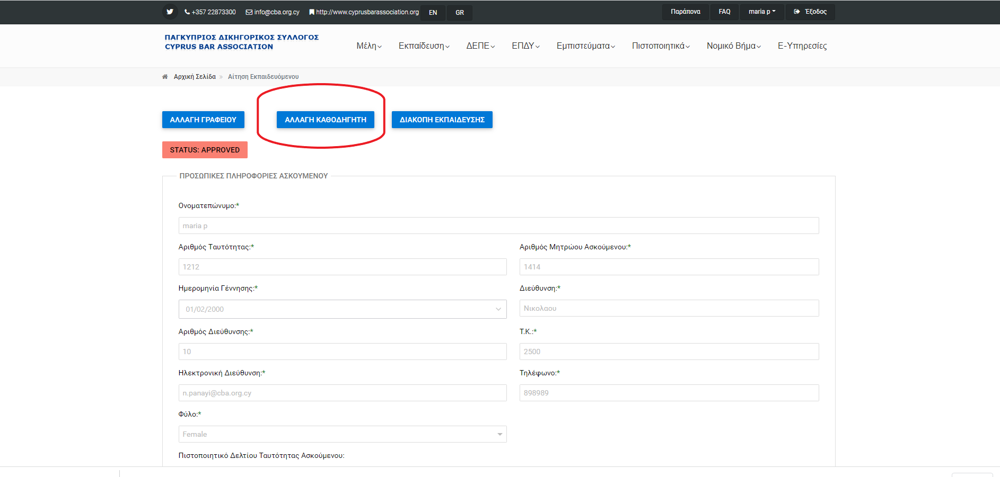 +357 22873300 info@cba.org.cy http://www.cyprusbarassociation.org EN GR Παράπονα FAQ maria p Έξοδος
ΠΑΓΚΥΠΡΙΟΣ ΔΙΚΗΓΟΡΙΚΟΣ ΣΥΛΛΟΓΟΣ
CYPRUS BAR ASSOCIATION
Μέλη Εκπαίδευση ΔΕΠΕ ΕΠΔΥ Εμπιστεύματα Πιστοποιητικά Νομικό Βήμα Ε-Υπηρεσίες
Αρχική Σελίδα » Αίτηση Εκπαιδευόμενου
ΑΛΛΑΓΗ ΓΡΑΦΕΙΟΥ ΑΛΛΑΓΗ ΚΑΘΟΔΗΓΗΤΗ ΔΙΑΚΟΠΗ ΕΚΠΑΙΔΕΥΣΗΣ
STATUS: APPROVED
ΠΡΟΣΩΠΙΚΕΣ ΠΛΗΡΟΦΟΡΙΕΣ ΑΣΚΟΥΜΕΝΟΥ
Ονοματεπώνυμο:*
maria p
Αριθμός Ταυτότητας:* Αριθμός Μητρώου Ασκούμενου:*
1212 1414
Ημερομηνία Γέννησης:* Διεύθυνση:*
01/02/2000 Νικολαου
Αριθμός Διεύθυνσης:* Τ.Κ.:*
10 2500
Ηλεκτρονική Διεύθυνση:* Τηλέφωνο:*
n.panayi@cba.org.cy 898989
Φύλο:*
Female
Πιστοποιητικό Δελτίου Ταυτότητας Ασκούμενου: